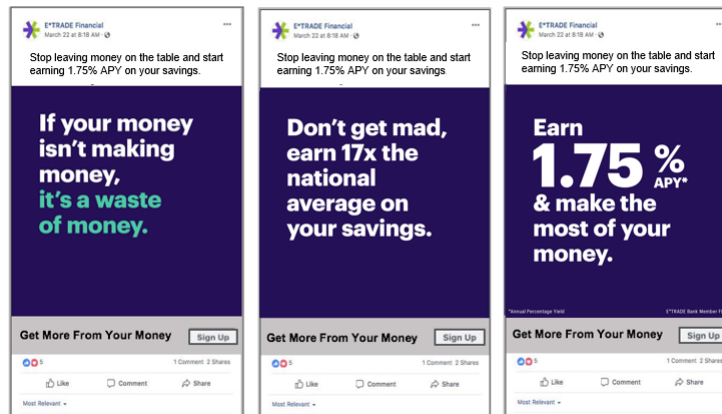 E*TRADE Financial
March 22 at 8:18 AM ·
Stop leaving money on the table and start
earning 1.75% APY on your savings.
If your money
isn't making
money,
it's a waste
of money.
Get More From Your Money
Sign Up
5
1 Comment 2 Shares
Like
Comment
Share
Most Relevant
E*TRADE Financial
March 22 at 8:18 AM ·
Stop leaving money on the table and start
earning 1.75% APY on your savings
Don't get mad,
earn 17x the
national
average on
your savings.
Get More From Your Money
Sign Up
5
1 Comment 2 Shares
Like
Comment
Share
Most Relevant
E*TRADE Financial
March 22 at 8:18 AM ·
Stop leaving money on the table and start
earning 1.75% APY on your savings.
Earn
1.75 %
APY*
& make the
most of your
money.
*Annual Percentage Yield
E*TRADE Bank Member
Get More From Your Money
Sign Up
5
1 Comment 2 Shares
Like
Comment
Share
Most Relevant